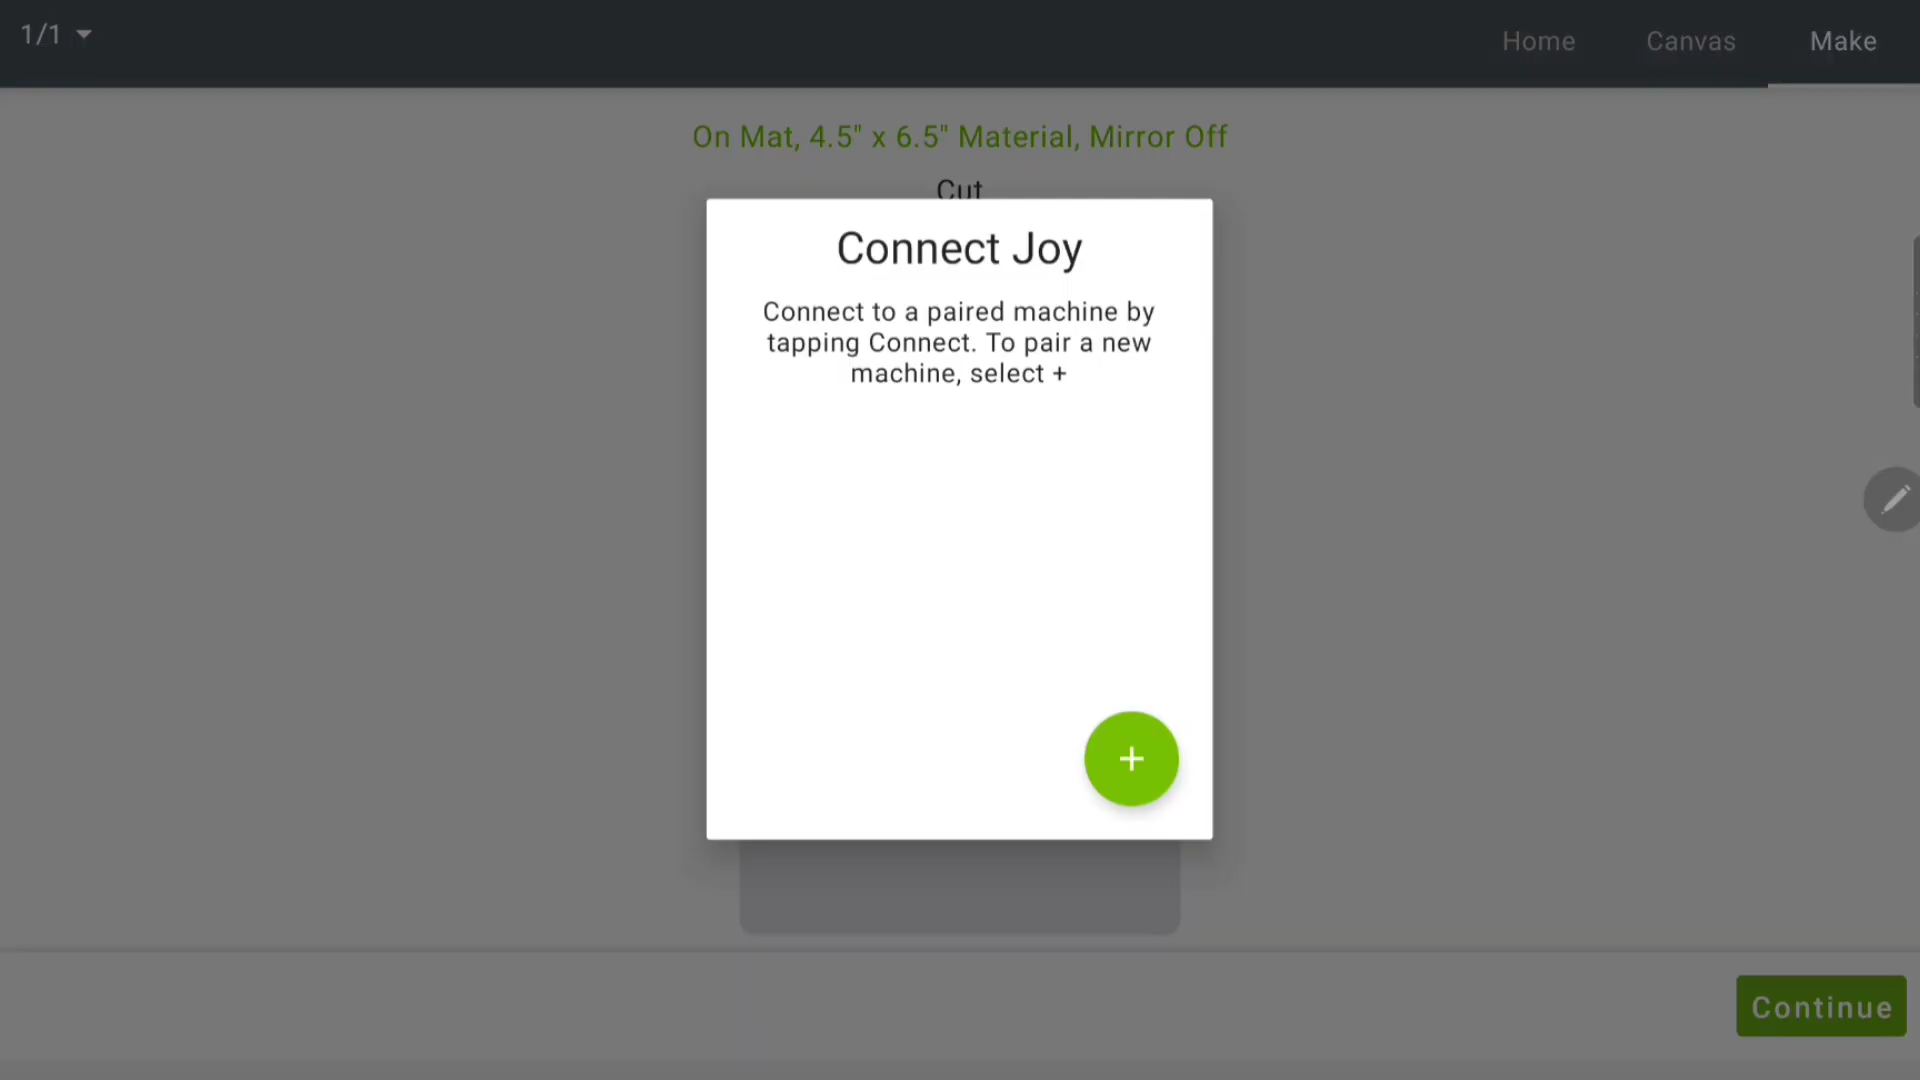 1/1
Home
Canvas
Make
On Mat, 4.5" x 6.5" Material, Mirror Off
Cut
Connect Joy
Connect to a paired machine by
tapping Connect. To pair a new
machine, select +
+
Continue